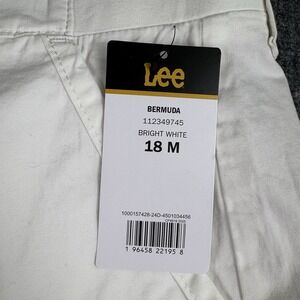 Lee
BERMUDA
112349745
BRIGHT WHITE
18 M
1000157428-24D-4501034456
1 96458 22195 8